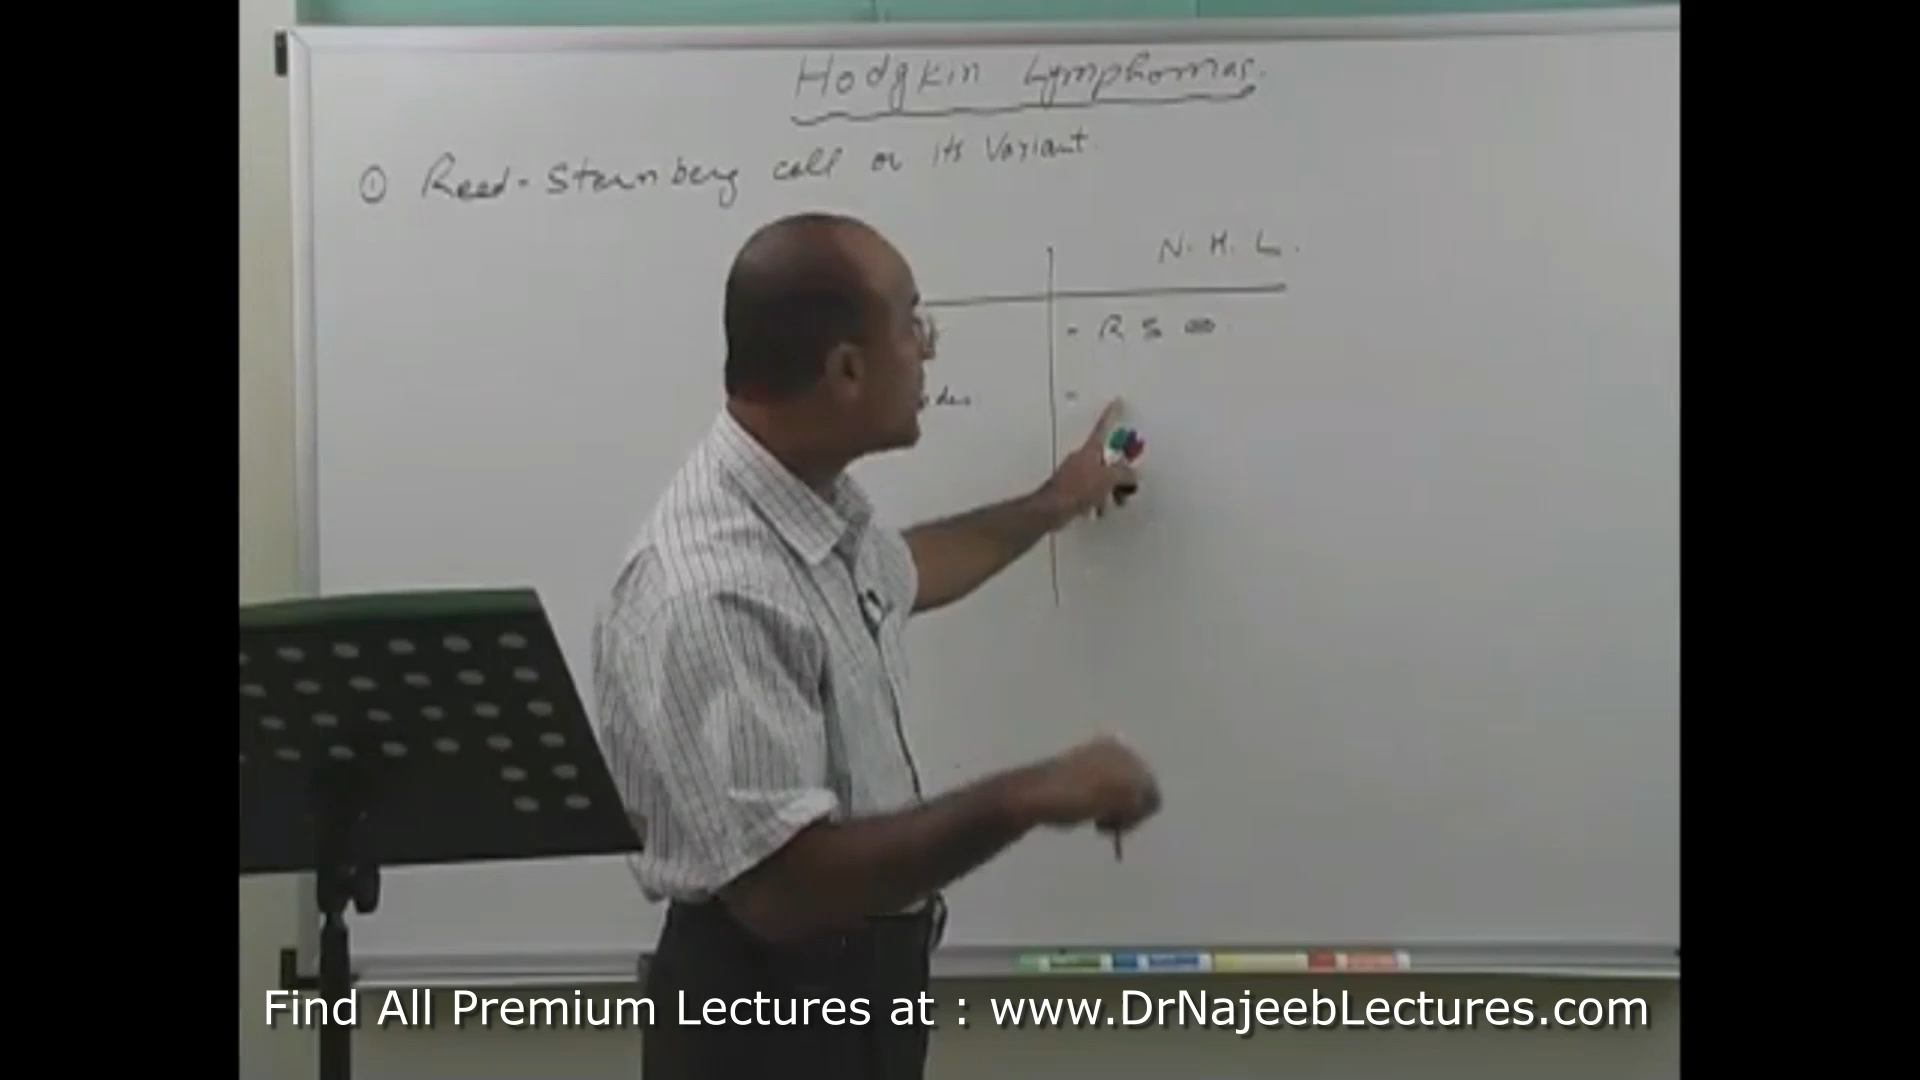 Hodgkin Lymphomas.
① Reed-Sternberg cell or its Variant.
N. H. L.
- R S
-
Find All Premium Lectures at : www.DrNajeebLectures.com